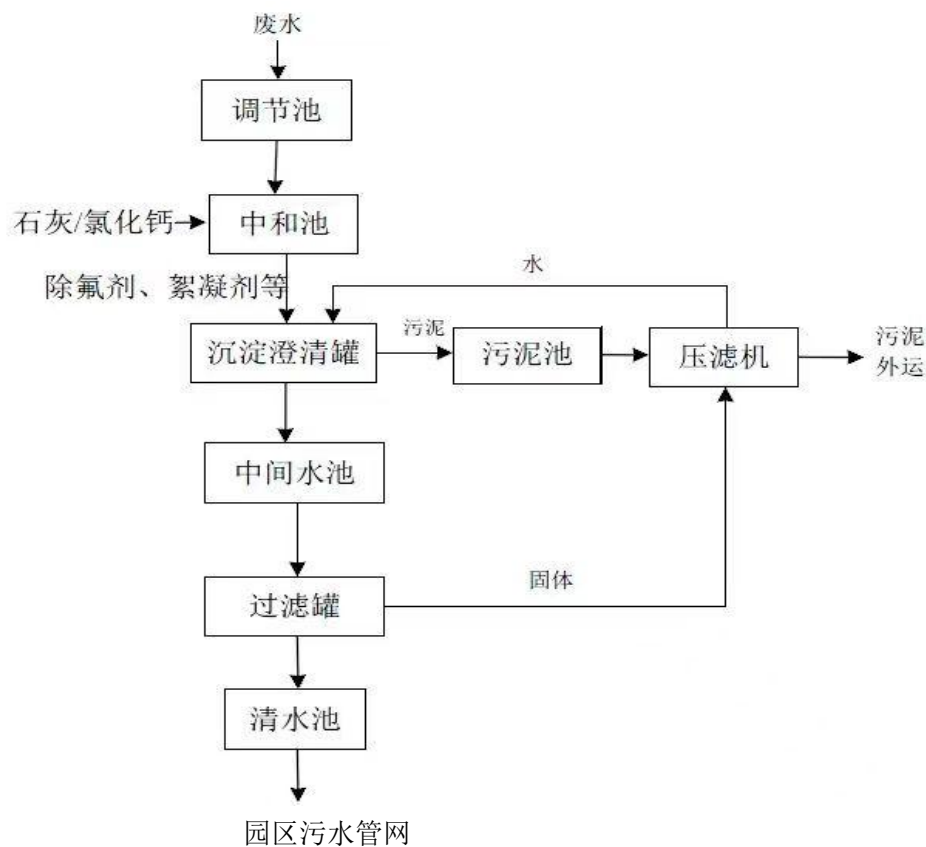 废水
调节池
石灰/氯化钙
中和池
除氟剂、絮凝剂等
水
沉淀澄清罐
污泥
污泥池
压滤机
污泥
外运
中间水池
固体
过滤罐
清水池
园区污水管网